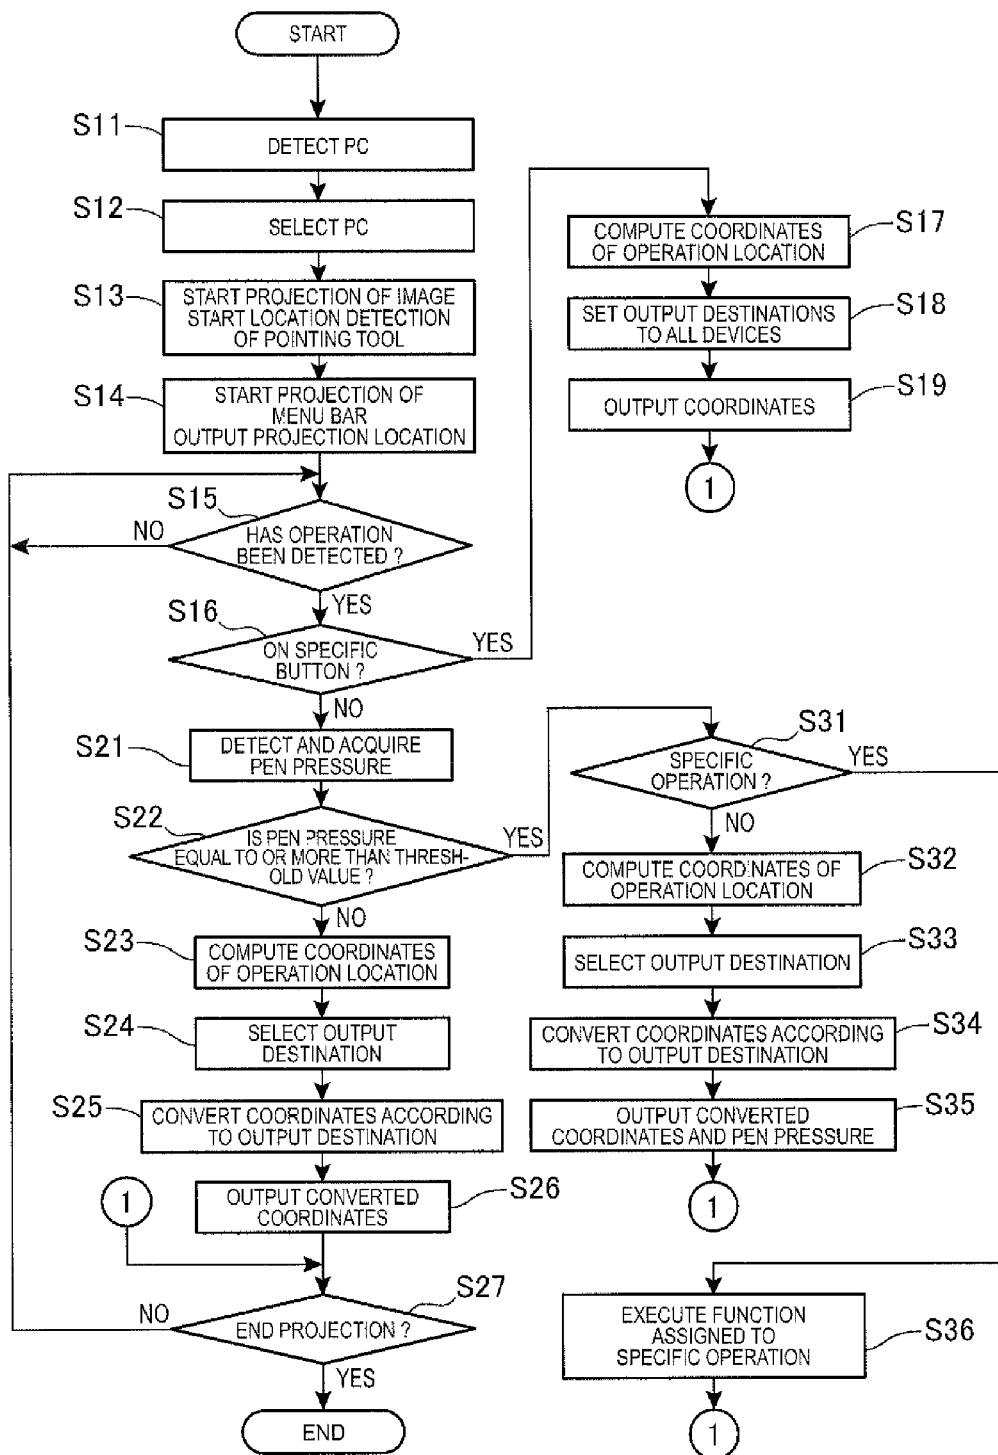 START
S11
DETECT PC
S12
SELECT PC
S13
START PROJECTION OF IMAGE
START LOCATION DETECTION
OF POINTING TOOL
S14
START PROJECTION OF
MENU BAR
OUTPUT PROJECTION LOCATION
S15
NO
HAS OPERATION
BEEN DETECTED ?
YES
S16
YES
ON SPECIFIC
BUTTON ?
NO
S17
COMPUTE COORDINATES
OF OPERATION LOCATION
S18
SET OUTPUT DESTINATIONS
TO ALL DEVICES
S19
OUTPUT COORDINATES
1
S21
DETECT AND ACQUIRE
PEN PRESSURE
S22
YES
IS PEN PRESSURE
EQUAL TO OR MORE THAN THRESH-
OLD VALUE ?
NO
S23
COMPUTE COORDINATES
OF OPERATION LOCATION
S24
SELECT OUTPUT
DESTINATION
S25
CONVERT COORDINATES ACCORDING
TO OUTPUT DESTINATION
1
S26
OUTPUT CONVERTED
COORDINATES
S27
NO
END PROJECTION ?
YES
END
S31
YES
SPECIFIC
OPERATION ?
NO
S32
COMPUTE COORDINATES OF
OPERATION LOCATION
S33
SELECT OUTPUT DESTINATION
S34
CONVERT COORDINATES ACCORDING
TO OUTPUT DESTINATION
S35
OUTPUT CONVERTED
COORDINATES AND PEN PRESSURE
1
S36
EXECUTE FUNCTION
ASSIGNED TO
SPECIFIC OPERATION
1